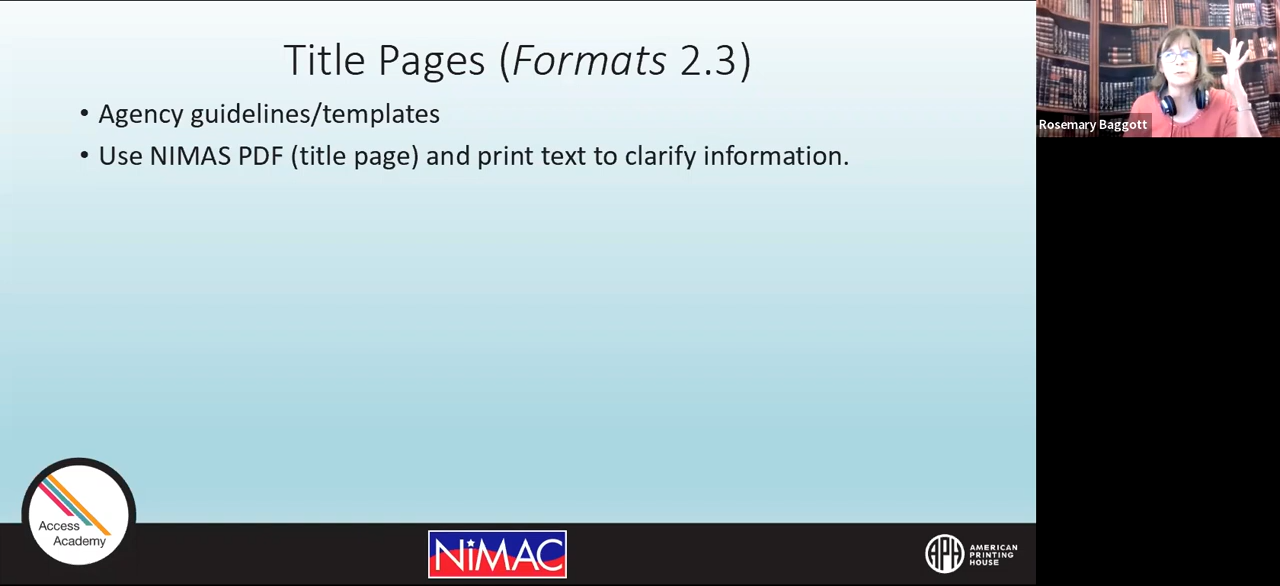 Title Pages (Formats 2.3)
• Agency guidelines/templates
• Use NIMAS PDF (title page) and print text to clarify information.
Rosemary Baggott
Access
Academy
NiMAC
APH
AMERICAN
PRINTING
HOUSE